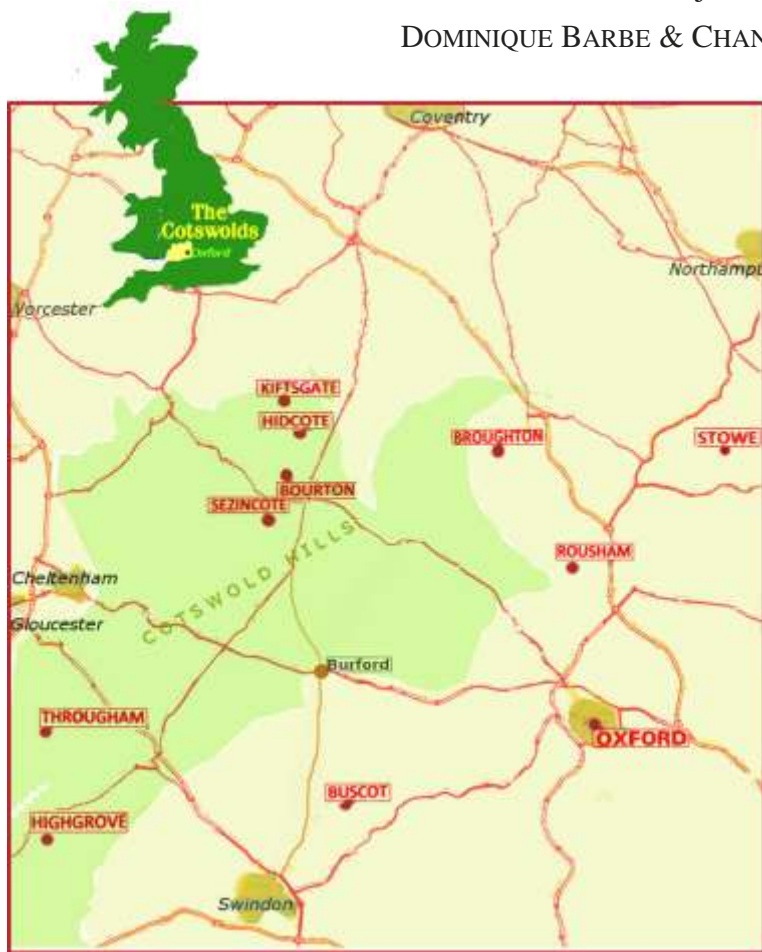 DOMINIQUE BARBE & CHAN
Coventry
The
Cotswolds
Oxford
Northampt
Vorcester
KIFTSGATE
HIDCOTE
BROUGHTON
STOWE
BOURTON
SEZINCOTE
COTSWOLD HILLS
ROUSHAM
Cheltenham
Gloucester
Burford
THROUGHAM
OXFORD
BUSCOT
HIGHGROVE
Swindon